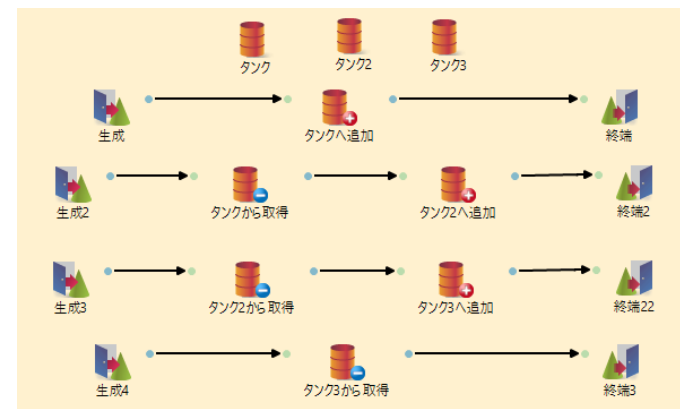 タンク
タンク2
タンク3
生成
タンクへ追加
終端
生成2
タンクから取得
タンク2へ追加
終端2
生成3
タンク2から取得
タンク3へ追加
終端22
生成4
タンク3から取得
終端3